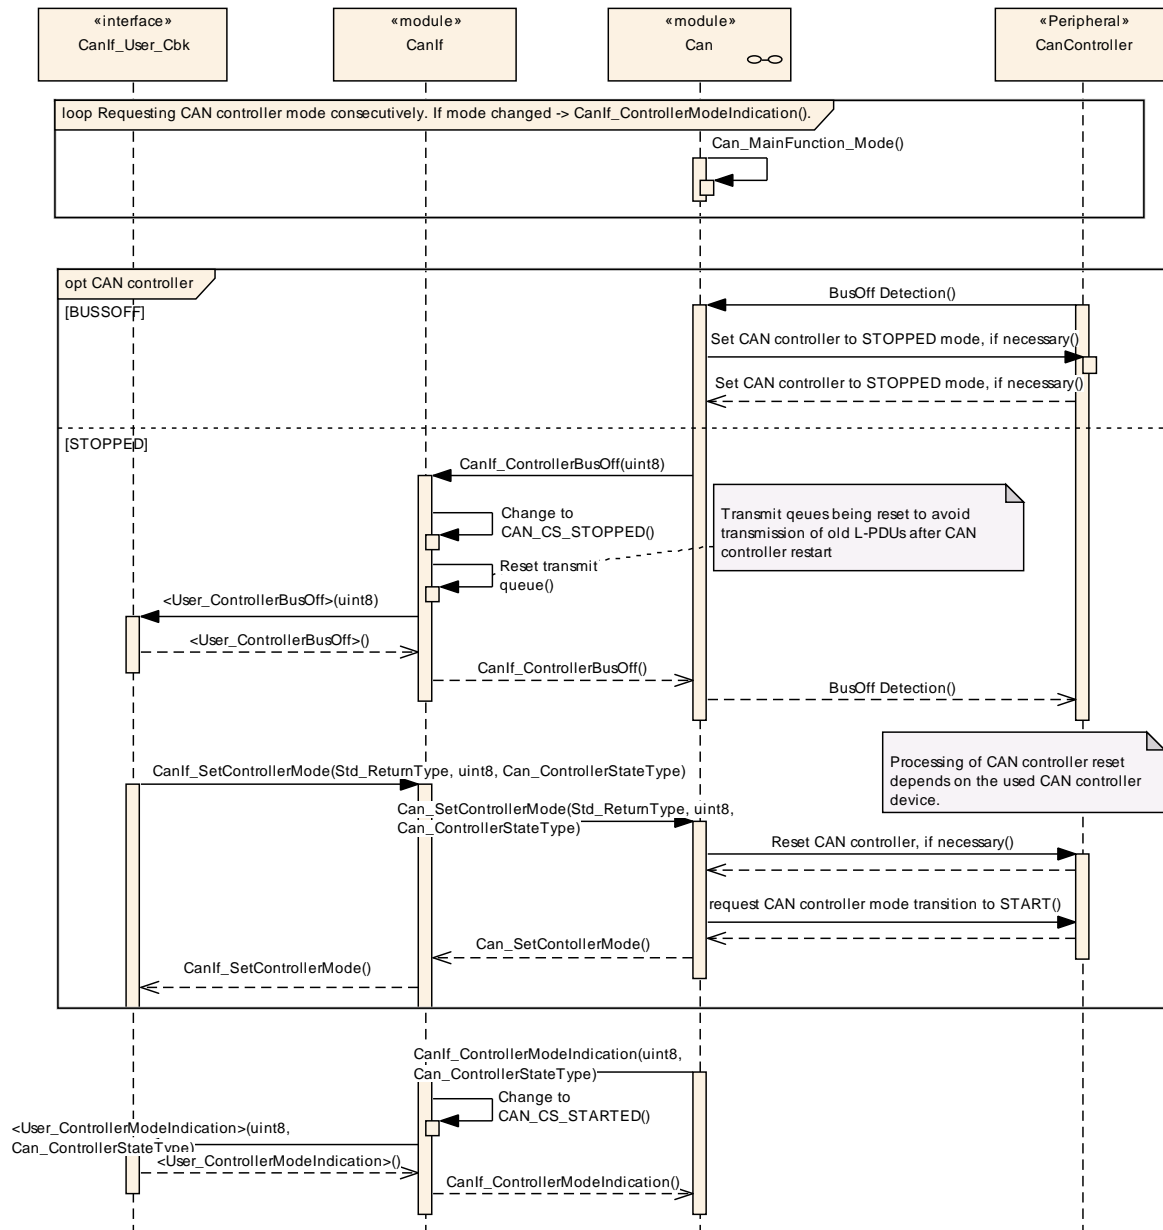 «interface»
CanIf_User_Cbk
«module»
CanIf
«module»
Can
«Peripheral»
CanController
loop Requesting CAN controller mode consecutively. If mode changed -> CanIf_ControllerModeIndication().
Can_MainFunction_Mode()
opt CAN controller
[BUSSOFF]
BusOff Detection()
Set CAN controller to STOPPED mode, if necessary()
Set CAN controller to STOPPED mode, if necessary()
[STOPPED]
CanIf_ControllerBusOff(uint8)
Change to
CAN_CS_STOPPED()
Transmit qeues being reset to avoid
transmission of old L-PDUs after CAN
controller restart
Reset transmit
queue()
<User_ControllerBusOff>(uint8)
<User_ControllerBusOff>()
CanIf_ControllerBusOff()
BusOff Detection()
Processing of CAN controller reset
depends on the used CAN controller
device.
CanIf_SetControllerMode(Std_ReturnType, uint8, Can_ControllerStateType)
Can_SetControllerMode(Std_ReturnType, uint8,
Can_ControllerStateType)
Reset CAN controller, if necessary()
request CAN controller mode transition to START()
Can_SetContollerMode()
CanIf_SetControllerMode()
CanIf_ControllerModeIndication(uint8,
Can_ControllerStateType)
Change to
CAN_CS_STARTED()
<User_ControllerModeIndication>(uint8,
Can_ControllerStateType)
<User_ControllerModeIndication>()
CanIf_ControllerModeIndication()